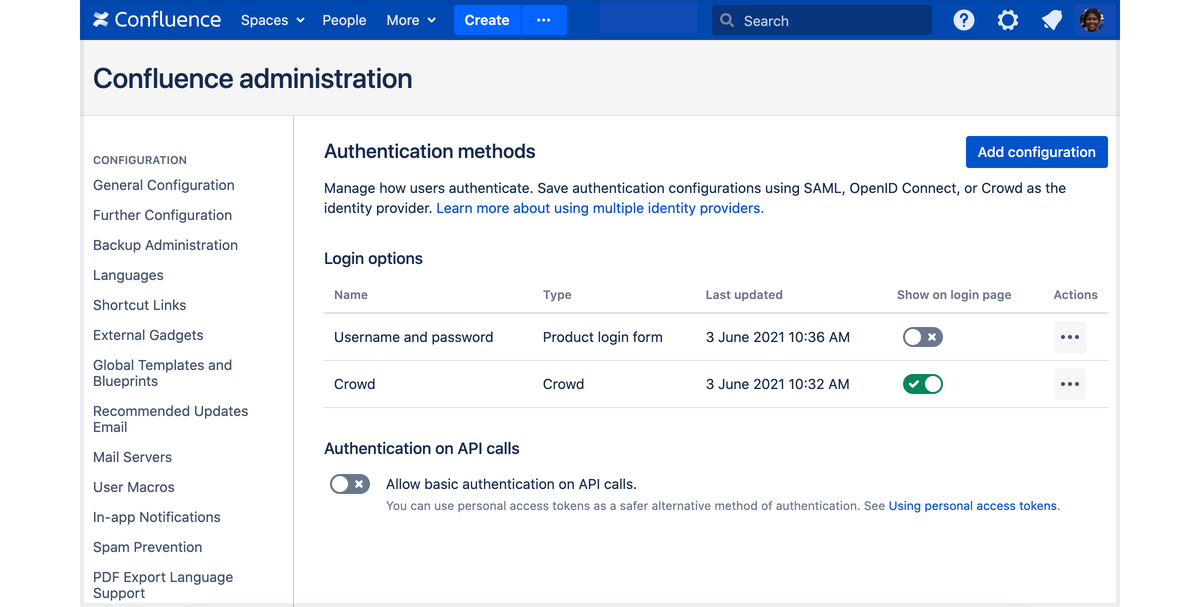 Confluence Spaces People More Create ... Search
Confluence administration
CONFIGURATION
General Configuration
Further Configuration
Backup Administration
Languages
Shortcut Links
External Gadgets
Global Templates and
Blueprints
Recommended Updates
Email
Mail Servers
User Macros
In-app Notifications
Spam Prevention
PDF Export Language
Support
Authentication methods
Add configuration
Manage how users authenticate. Save authentication configurations using SAML, OpenID Connect, or Crowd as the
identity provider. Learn more about using multiple identity providers.
Login options
Name Type Last updated Show on login page Actions
Username and password Product login form 3 June 2021 10:36 AM
Crowd Crowd 3 June 2021 10:32 AM
Authentication on API calls
Allow basic authentication on API calls.
You can use personal access tokens as a safer alternative method of authentication. See Using personal access tokens.